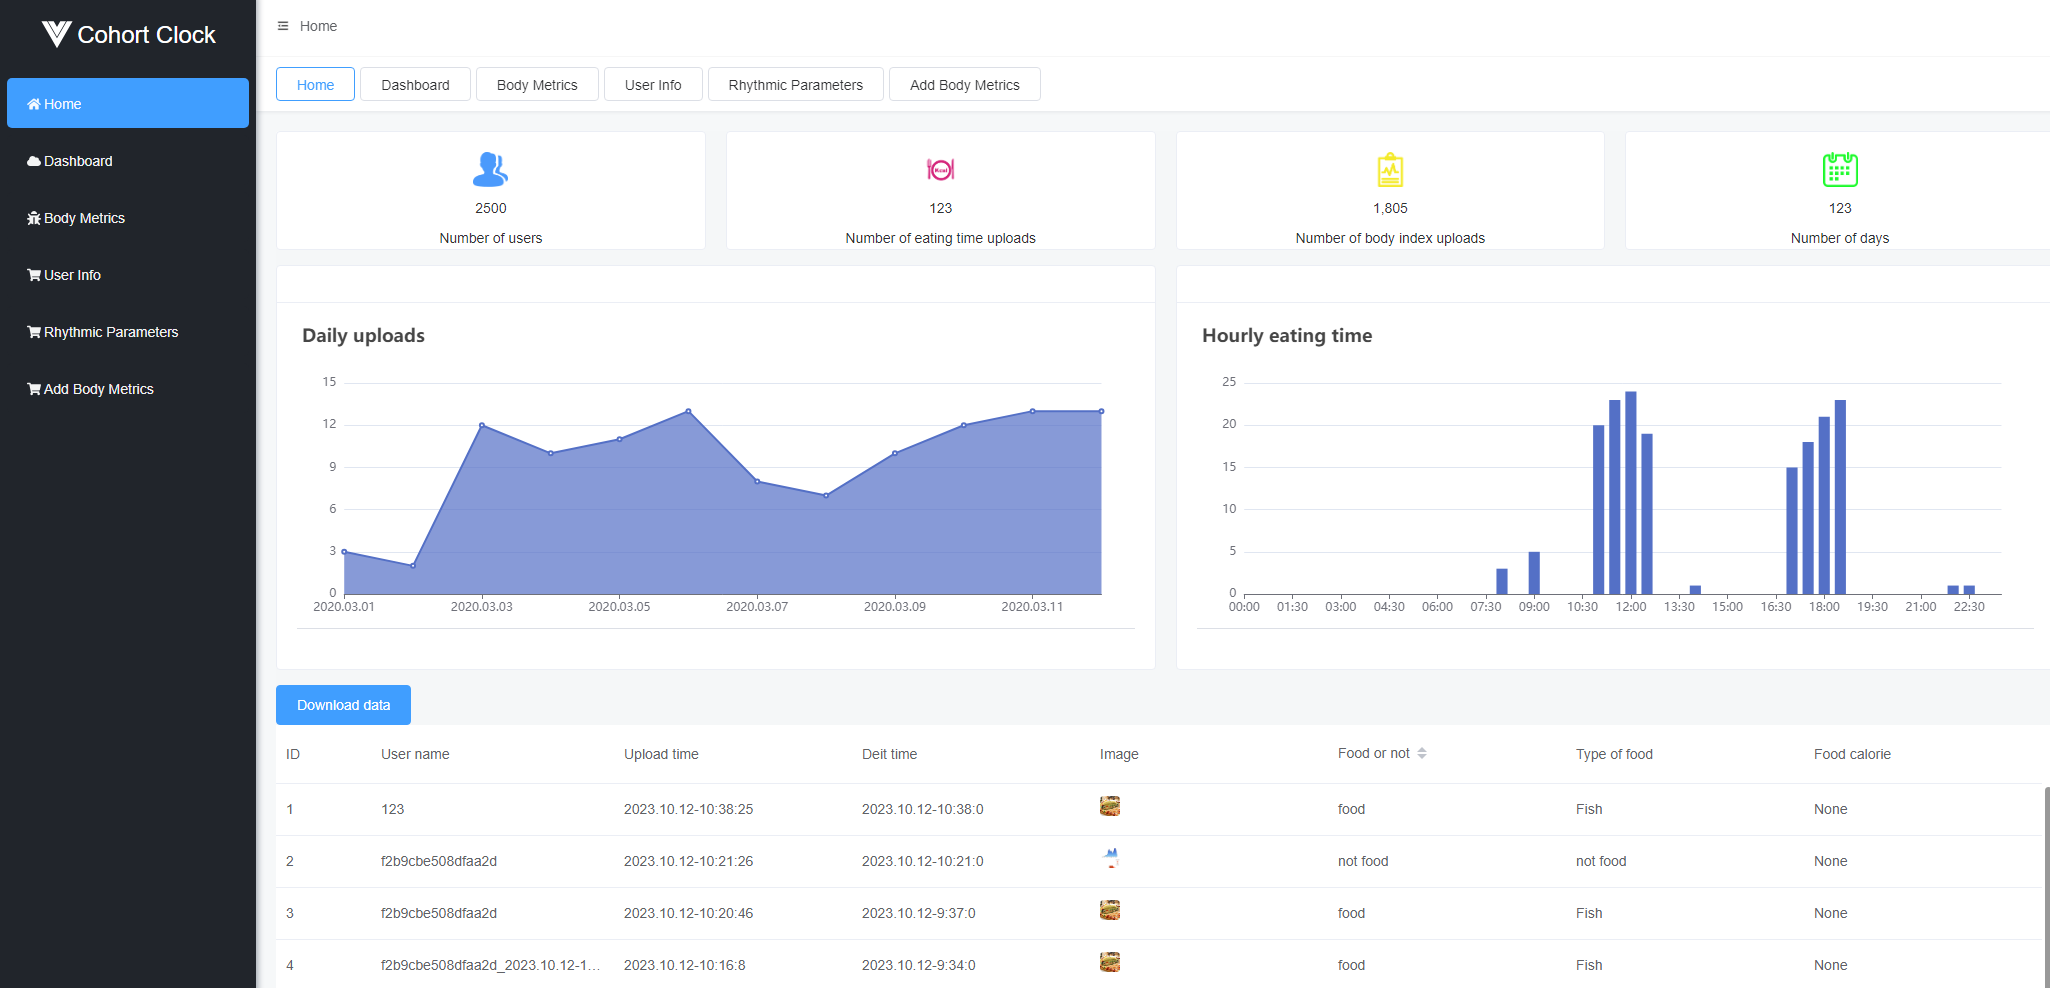 Cohort Clock
Home
Dashboard
Body Metrics
User Info
Rhythmic Parameters
Add Body Metrics
Home
Home Dashboard Body Metrics User Info Rhythmic Parameters Add Body Metrics
2500
Number of users
123
Number of eating time uploads
1,805
Number of body index uploads
123
Number of days
Daily uploads
15
12
9
6
3
0
2020.03.01 2020.03.03 2020.03.05 2020.03.07 2020.03.09 2020.03.11
Hourly eating time
25
20
15
10
5
0
00:00 01:30 03:00 04:30 06:00 07:30 09:00 10:30 12:00 13:30 15:00 16:30 18:00 19:30 21:00 22:30
Download data
ID User name Upload time Deit time Image Food or not Type of food Food calorie
1 123 2023.10.12-10:38:25 2023.10.12-10:38:0 food Fish None
2 f2b9cbe508dfaa2d 2023.10.12-10:21:26 2023.10.12-10:21:0 not food not food None
3 f2b9cbe508dfaa2d 2023.10.12-10:20:46 2023.10.12-9:37:0 food Fish None
4 f2b9cbe508dfaa2d_2023.10.12-1... 2023.10.12-10:16:8 2023.10.12-9:34:0 food Fish None